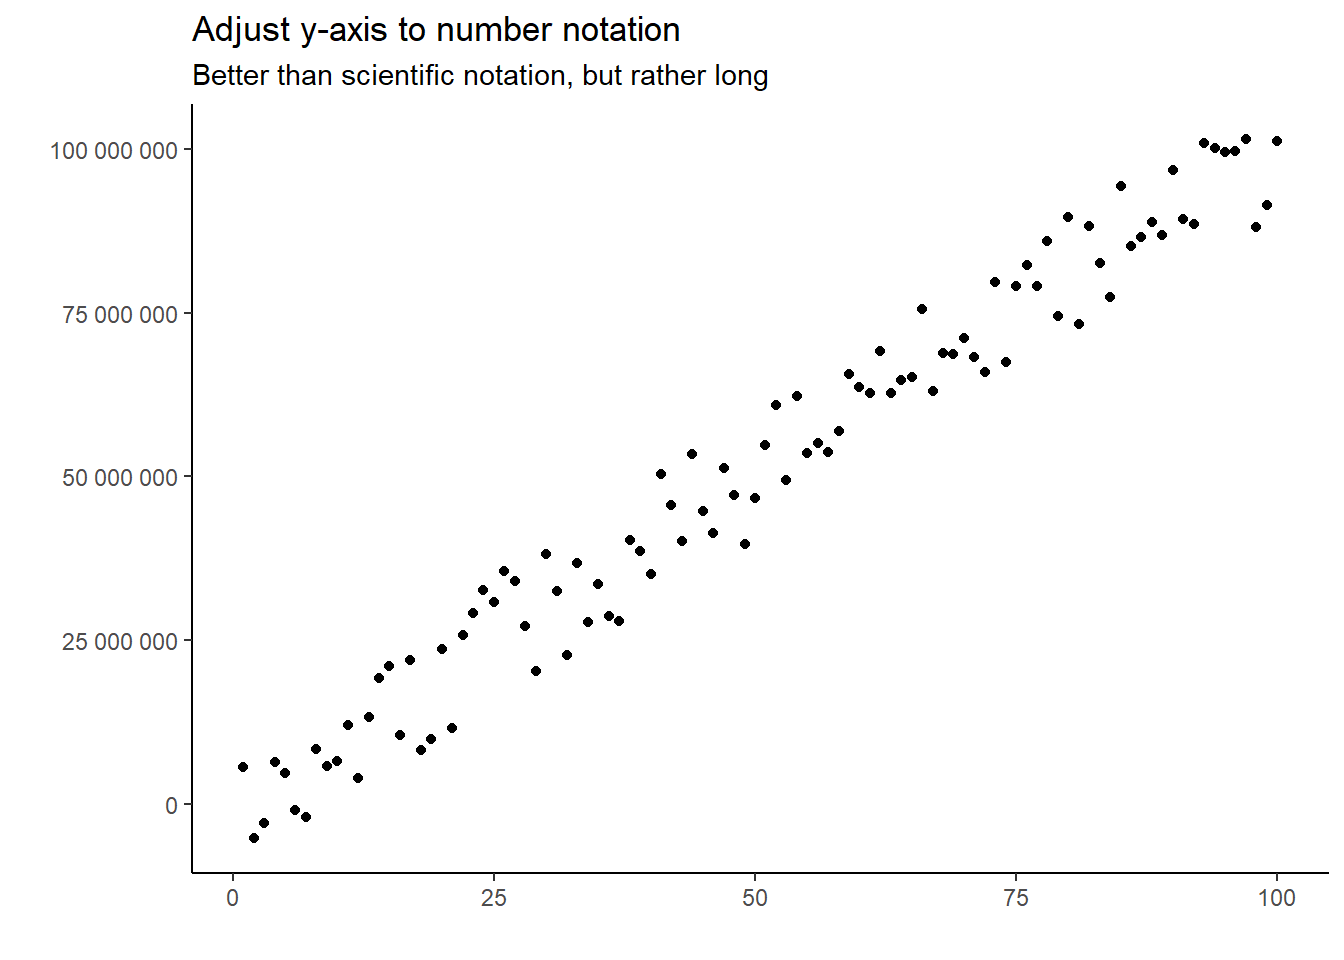 Adjust y-axis to number notation
Better than scientific notation, but rather long
100 000 000
75 000 000
50 000 000
25 000 000
0
0 25 50 75 100